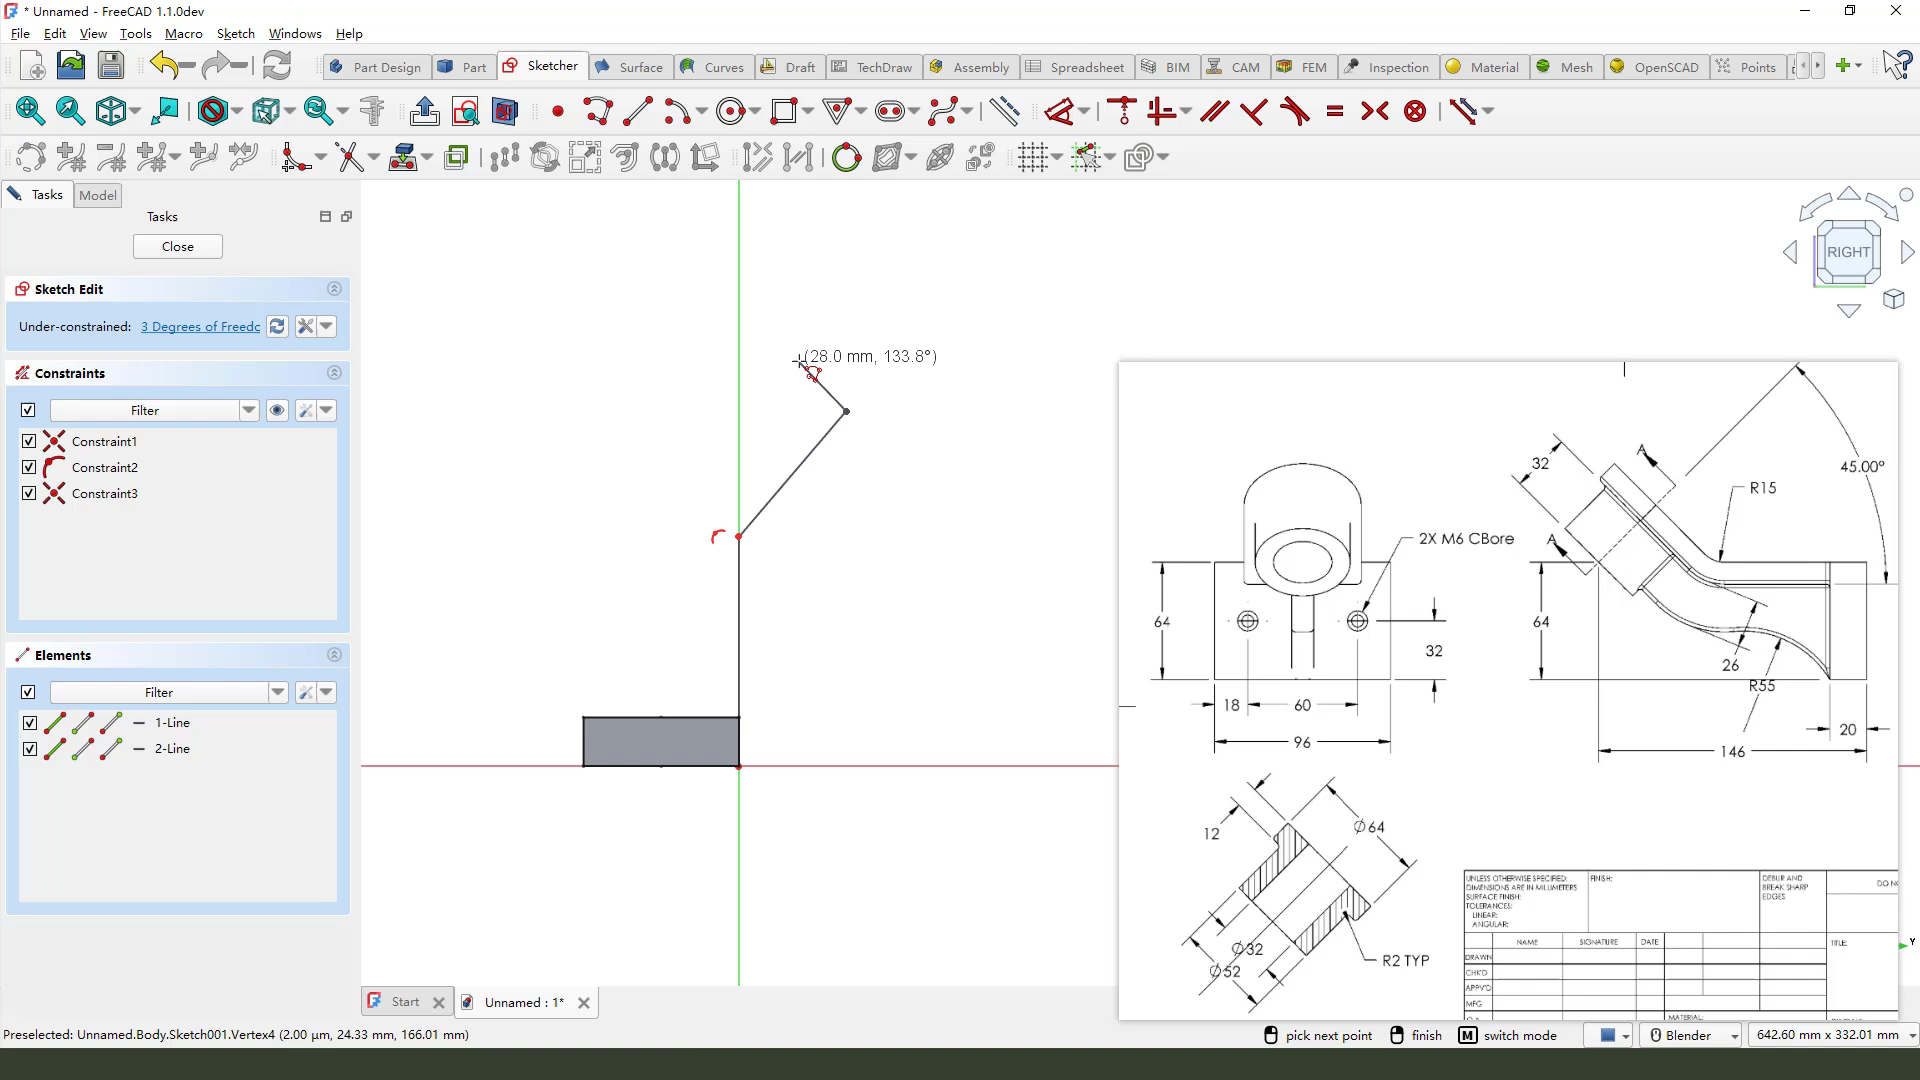 * Unnamed - FreeCAD 1.1.0dev
File Edit View Tools Macro Sketch Windows Help
Part Design Part Sketcher Surface Curves Draft TechDraw Assembly Spreadsheet BIM CAM FEM Inspection Material Mesh OpenSCAD Points
Tasks Model
Tasks
Close
Sketch Edit
Under-constrained: 3 Degrees of Freedc
Constraints
Filter
Constraint1
Constraint2
Constraint3
Elements
Filter
1-Line
2-Line
(28.0 mm, 133.8°)
RIGHT
32
A
45.00°
R15
2X M6 CBore
A
64
64
32
26
R55
18 60
20
96
146
12
Ø64
Ø32
Ø52
R2 TYP
UNLESS OTHERWISE SPECIFIED:
DIMENSIONS ARE IN MILLIMETERS
SURFACE FINISH:
TOLERANCES:
LINEAR:
ANGULAR:
FINISH:
DEBUR AND
BREAK SHARP
EDGES
DO NO
NAME SIGNATURE DATE
TITLE:
DRAWN
CHK'D
APPV'D
MFG
Q.A
MATERIAL:
Y
Start Unnamed : 1*
Preselected: Unnamed.Body.Sketch001.Vertex4 (2.00 µm, 24.33 mm, 166.01 mm)
pick next point finish M switch mode Blender 642.60 mm x 332.01 mm